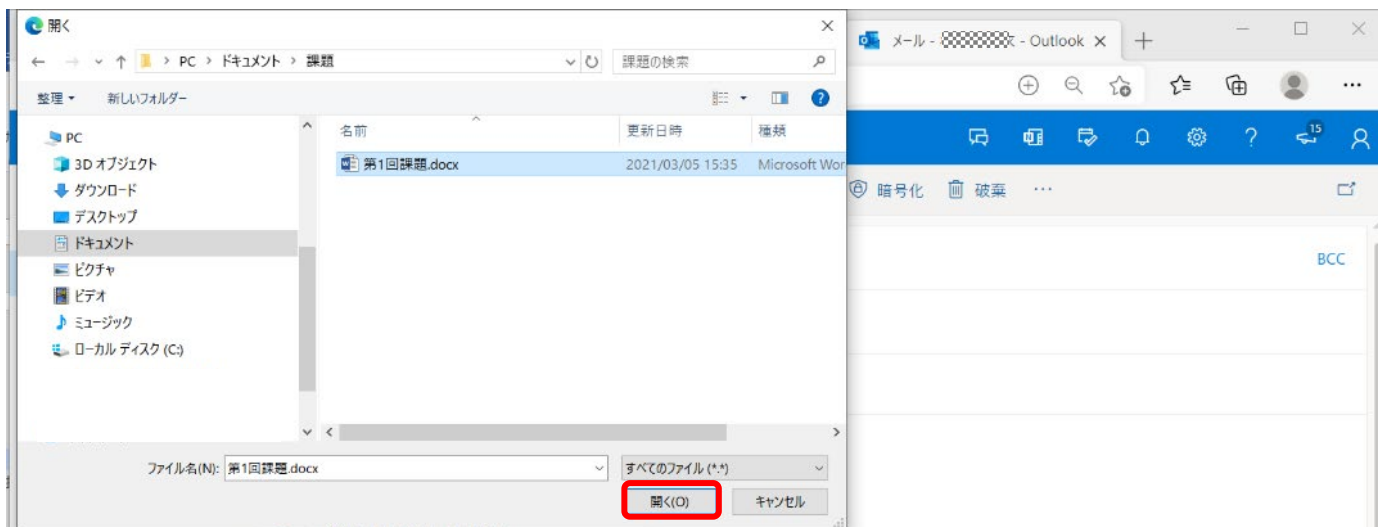 開く
メール - - Outlook
PC > ドキュメント > 課題
課題の検索
整理
新しいフォルダー
PC
3D オブジェクト
ダウンロード
デスクトップ
ドキュメント
ピクチャ
ビデオ
ミュージック
ローカル ディスク (C:)
名前 更新日時 種類
第1回課題.docx 2021/03/05 15:35 Microsoft Wor
15
暗号化 破棄 ...
BCC
ファイル名(N): 第1回課題.docx すべてのファイル (*.*)
開く(O) キャンセル